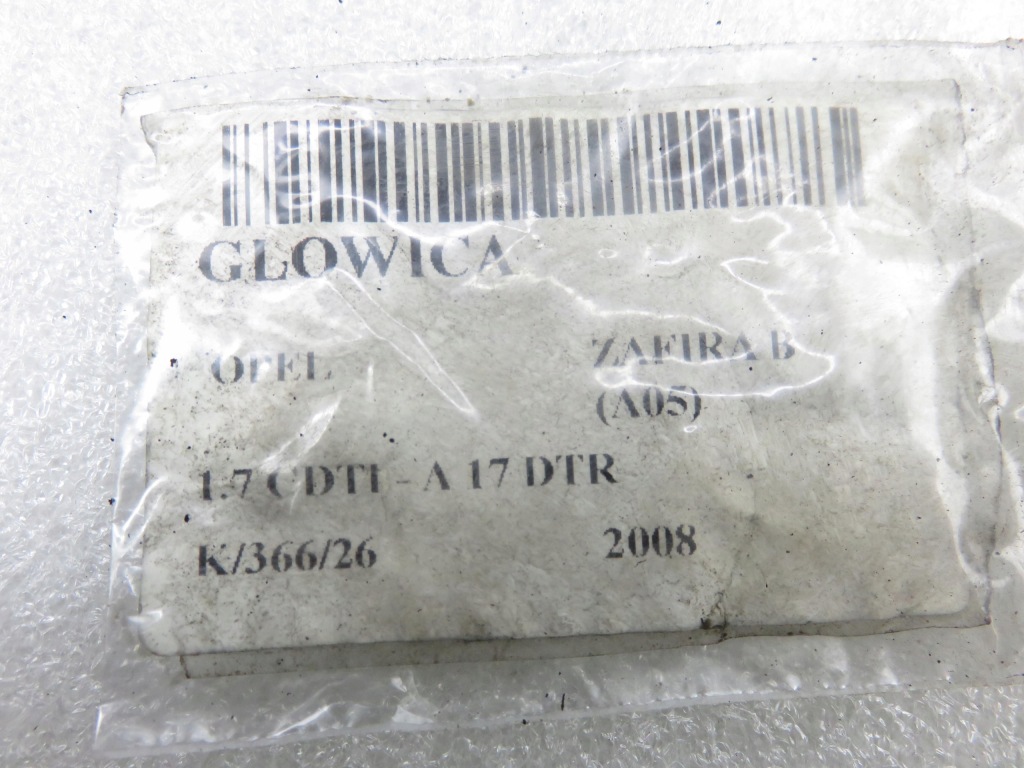 GLOWICA
OPEL ZAFIRA B
(A05)
1.7 CDTI - A 17 DTR
K/366/26 2008